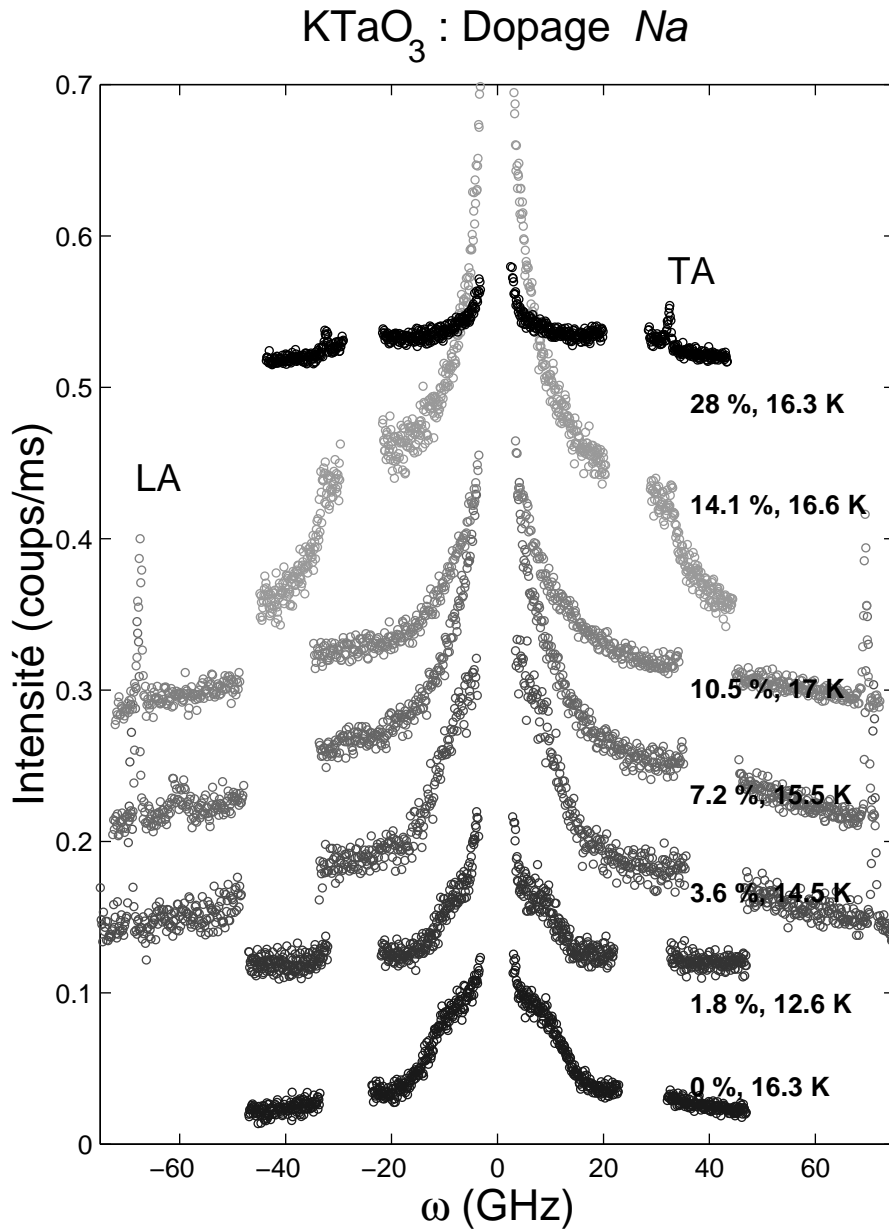 KTaO3 : Dopage Na
0.7
0.6
0.5
0.4
0.3
0.2
0.1
0
Intensité (coups/ms)
TA
LA
28 %, 16.3 K
14.1 %, 16.6 K
10.5 %, 17 K
7.2 %, 15.5 K
3.6 %, 14.5 K
1.8 %, 12.6 K
0 %, 16.3 K
−60 −40 −20 0 20 40 60
ω (GHz)